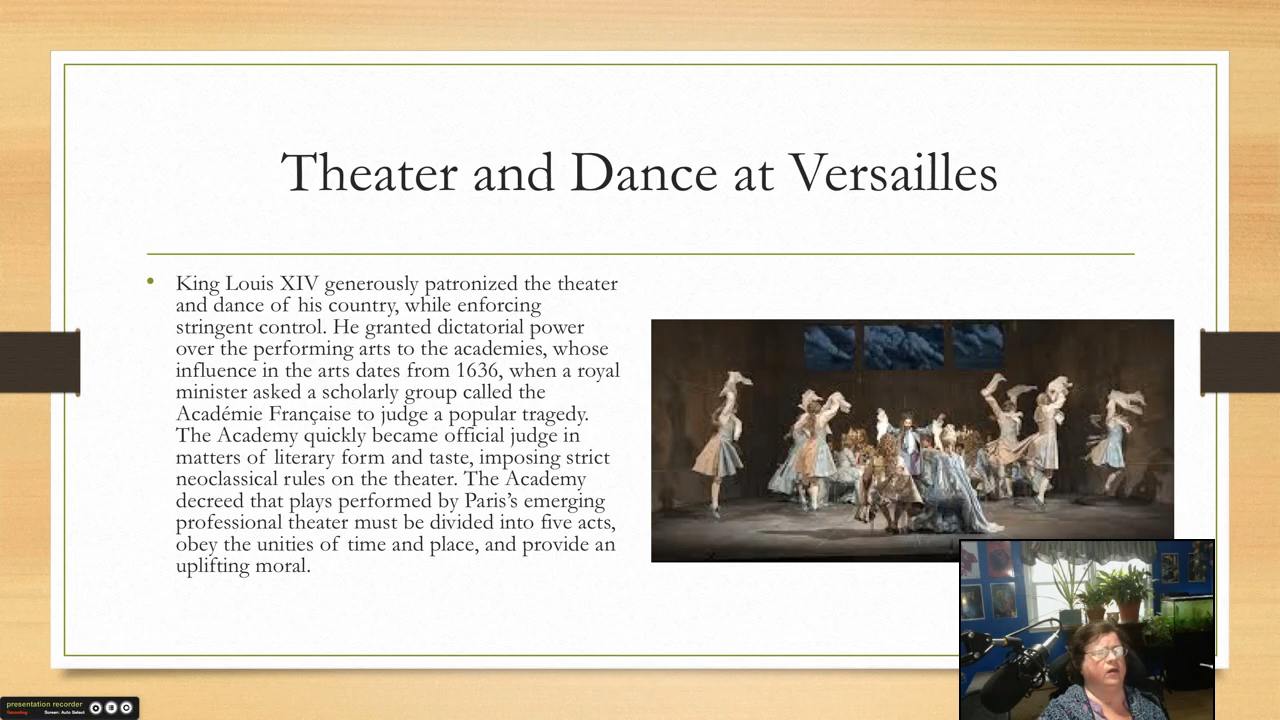 Theater and Dance at Versailles
• King Louis XIV generously patronized the theater
and dance of his country, while enforcing
stringent control. He granted dictatorial power
over the performing arts to the academies, whose
influence in the arts dates from 1636, when a royal
minister asked a scholarly group called the
Académie Française to judge a popular tragedy.
The Academy quickly became official judge in
matters of literary form and taste, imposing strict
neoclassical rules on the theater. The Academy
decreed that plays performed by Paris’s emerging
professional theater must be divided into five acts,
obey the unities of time and place, and provide an
uplifting moral.
presentation recorder
Recording Screen: Auto Select